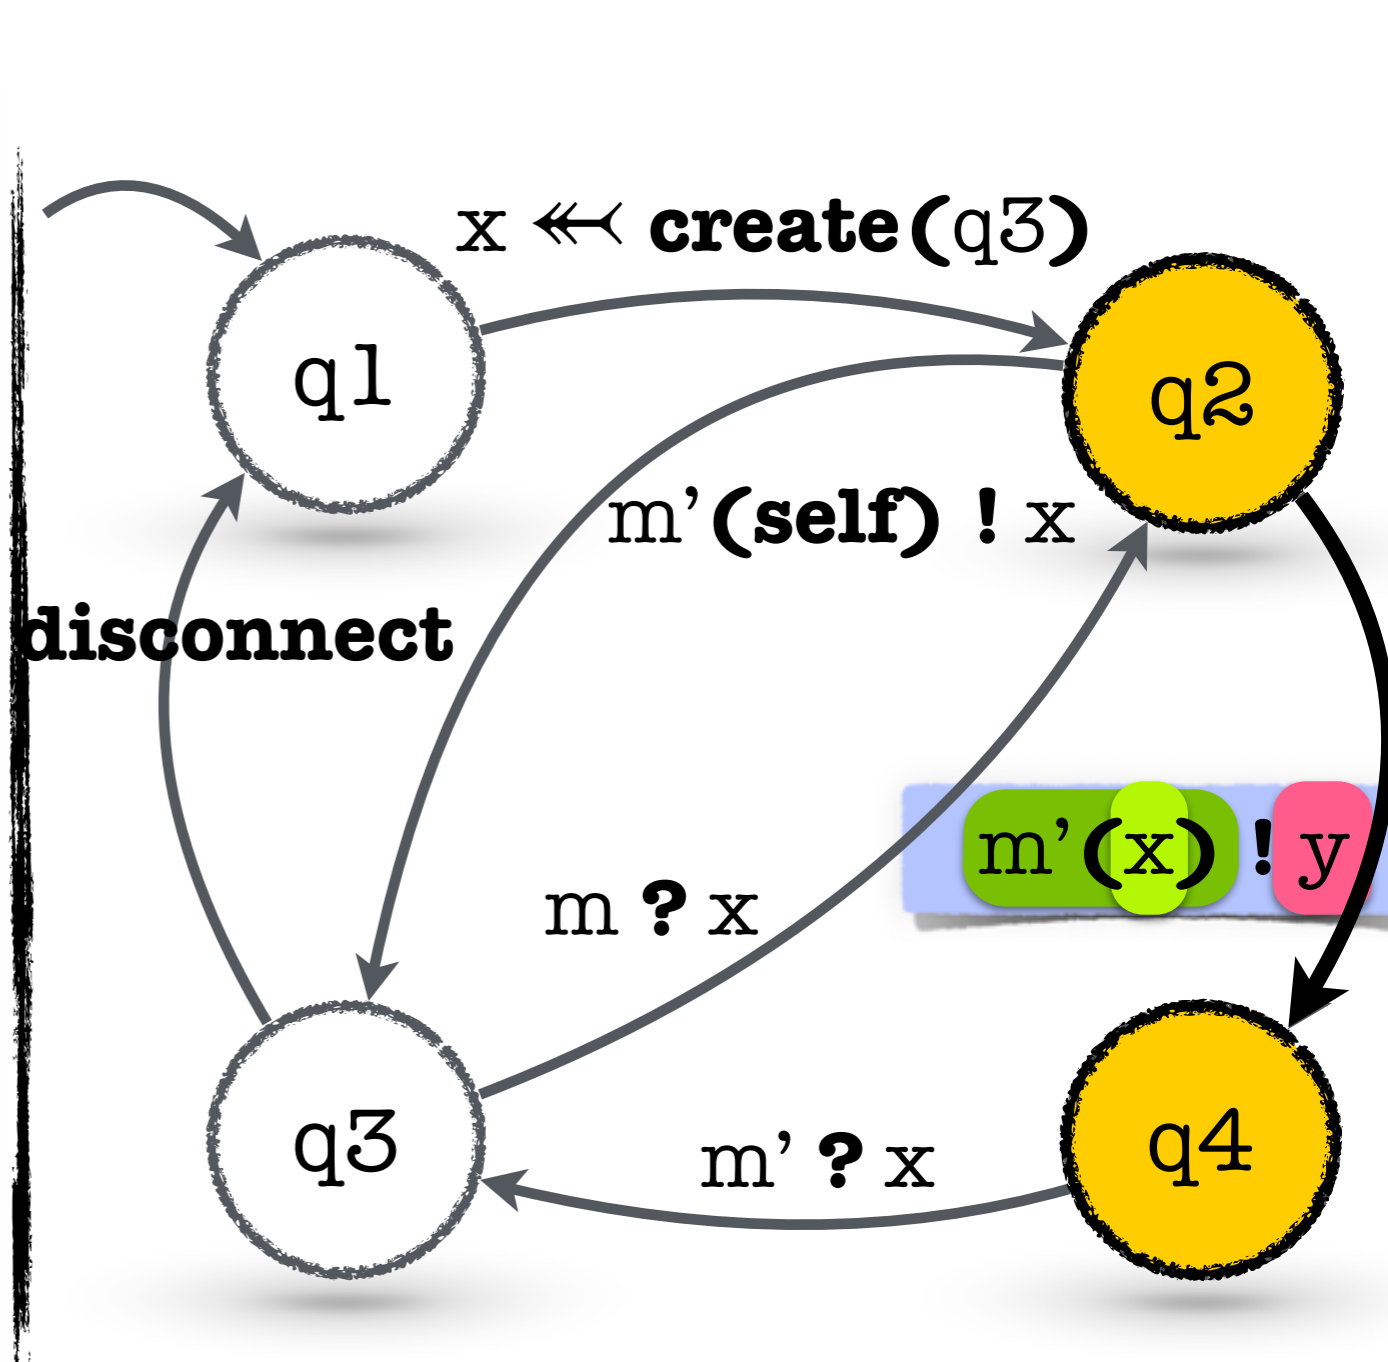 x ⤛ create(q3)
q1
q2
m’(self) ! x
disconnect
m’(x) ! y
m ? x
q3
m’ ? x
q4